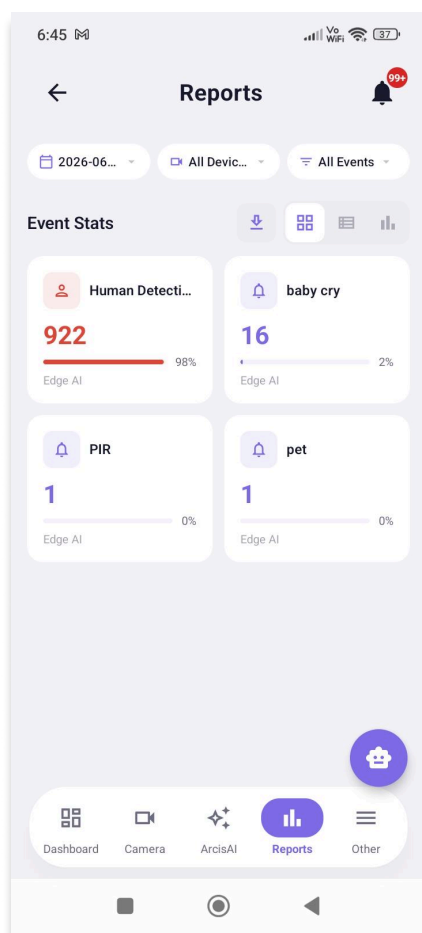 6:45
Vo
WiFi
37
Reports
99+
2026-06...
All Devic...
All Events
Event Stats
Human Detecti...
922
98%
Edge AI
baby cry
16
2%
Edge AI
PIR
1
0%
Edge AI
pet
1
0%
Edge AI
Dashboard
Camera
ArcisAI
Reports
Other